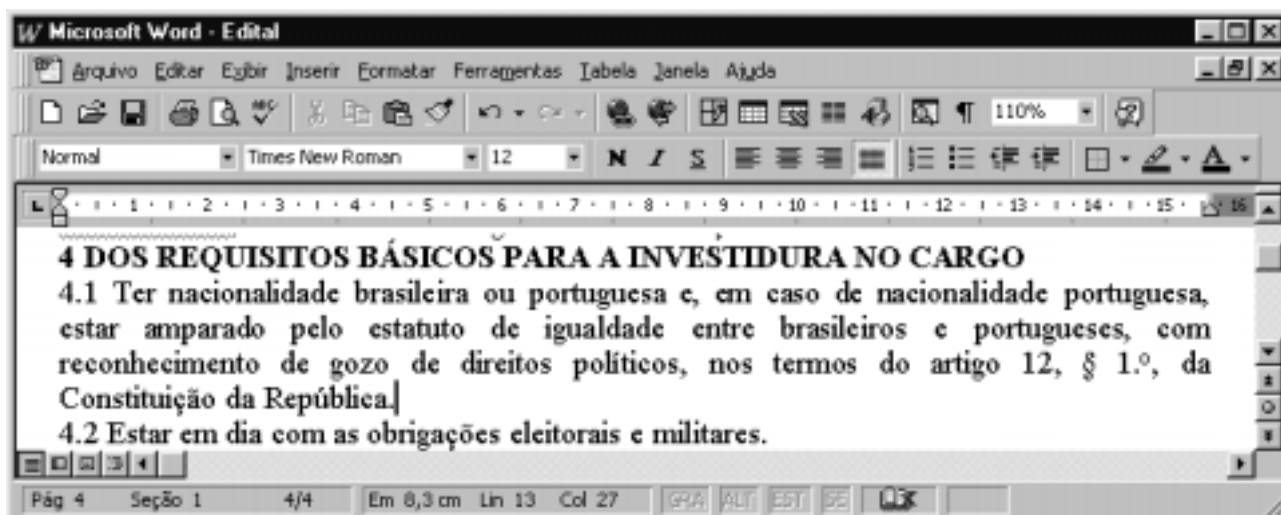 Microsoft Word - Edital
Arquivo Editar Exibir Inserir Formatar Ferramentas Tabela Janela Ajuda
110%
Normal Times New Roman 12 N I S
1 2 3 4 5 6 7 8 9 10 11 12 13 14 15 16
4 DOS REQUISITOS BÁSICOS PARA A INVESTIDURA NO CARGO
4.1 Ter nacionalidade brasileira ou portuguesa e, em caso de nacionalidade portuguesa,
estar amparado pelo estatuto de igualdade entre brasileiros e portugueses, com
reconhecimento de gozo de direitos políticos, nos termos do artigo 12, § 1.º, da
Constituição da República.
4.2 Estar em dia com as obrigações eleitorais e militares.
Pág 4 Seção 1 4/4 Em 8,3 cm Lin 13 Col 27 GRA ALT EST SE